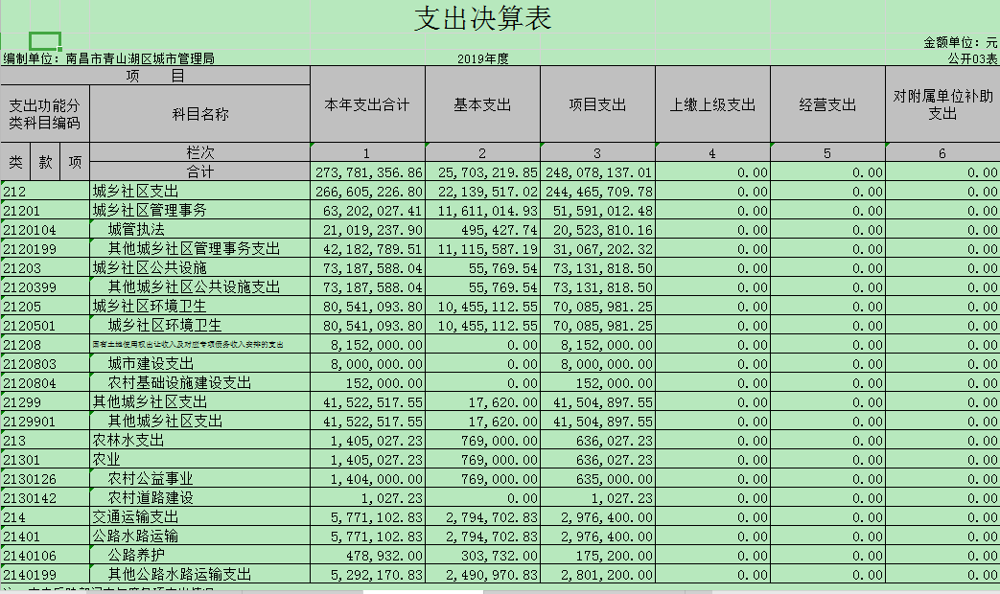 支出决算表
金额单位：元
编制单位：南昌市青山湖区城市管理局 2019年度 公开03表
项 目 本年支出合计 基本支出 项目支出 上缴上级支出 经营支出 对附属单位补助支出
支出功能分类科目编码 科目名称
类 款 项 栏次 1 2 3 4 5 6
合计 273,781,356.86 25,703,219.85 248,078,137.01 0.00 0.00 0.00
212 城乡社区支出 266,605,226.80 22,139,517.02 244,465,709.78 0.00 0.00 0.00
21201 城乡社区管理事务 63,202,027.41 11,611,014.93 51,591,012.48 0.00 0.00 0.00
2120104 城管执法 21,019,237.90 495,427.74 20,523,810.16 0.00 0.00 0.00
2120199 其他城乡社区管理事务支出 42,182,789.51 11,115,587.19 31,067,202.32 0.00 0.00 0.00
21203 城乡社区公共设施 73,187,588.04 55,769.54 73,131,818.50 0.00 0.00 0.00
2120399 其他城乡社区公共设施支出 73,187,588.04 55,769.54 73,131,818.50 0.00 0.00 0.00
21205 城乡社区环境卫生 80,541,093.80 10,455,112.55 70,085,981.25 0.00 0.00 0.00
2120501 城乡社区环境卫生 80,541,093.80 10,455,112.55 70,085,981.25 0.00 0.00 0.00
21208 国有土地使用权出让收入及对应专项债务收入安排的支出 8,152,000.00 0.00 8,152,000.00 0.00 0.00 0.00
2120803 城市建设支出 8,000,000.00 0.00 8,000,000.00 0.00 0.00 0.00
2120804 农村基础设施建设支出 152,000.00 0.00 152,000.00 0.00 0.00 0.00
21299 其他城乡社区支出 41,522,517.55 17,620.00 41,504,897.55 0.00 0.00 0.00
2129901 其他城乡社区支出 41,522,517.55 17,620.00 41,504,897.55 0.00 0.00 0.00
213 农林水支出 1,405,027.23 769,000.00 636,027.23 0.00 0.00 0.00
21301 农业 1,405,027.23 769,000.00 636,027.23 0.00 0.00 0.00
2130126 农村公益事业 1,404,000.00 769,000.00 635,000.00 0.00 0.00 0.00
2130142 农村道路建设 1,027.23 0.00 1,027.23 0.00 0.00 0.00
214 交通运输支出 5,771,102.83 2,794,702.83 2,976,400.00 0.00 0.00 0.00
21401 公路水路运输 5,771,102.83 2,794,702.83 2,976,400.00 0.00 0.00 0.00
2140106 公路养护 478,932.00 303,732.00 175,200.00 0.00 0.00 0.00
2140199 其他公路水路运输支出 5,292,170.83 2,490,970.83 2,801,200.00 0.00 0.00 0.00